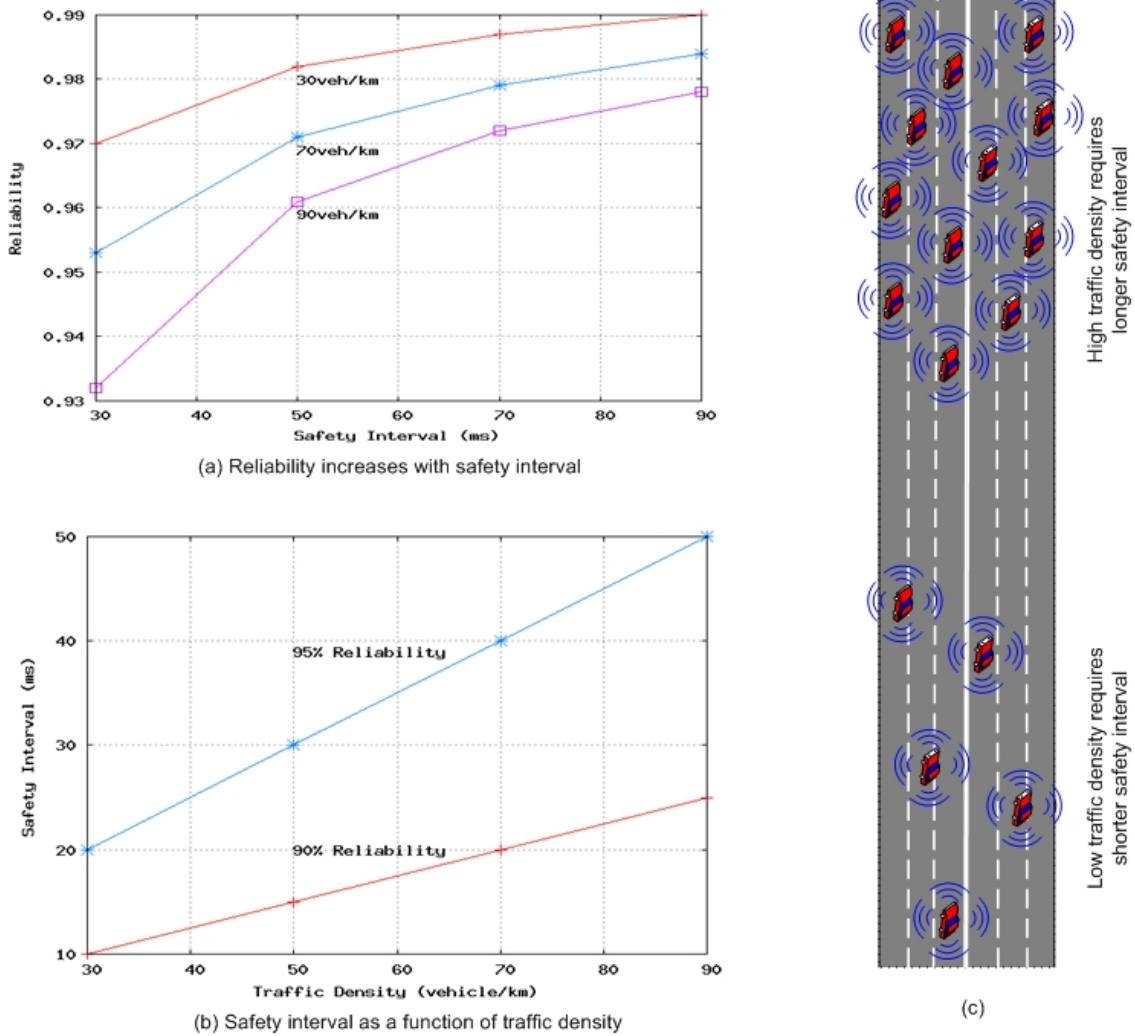 0.99
0.98
0.97
0.96
0.95
0.94
0.93
Reliability
30veh/km
70veh/km
90veh/km
30 40 50 60 70 80 90
Safety Interval (ms)
(a) Reliability increases with safety interval
50
40
30
20
10
Safety Interval (ms)
95% Reliability
90% Reliability
30 40 50 60 70 80 90
Traffic Density (vehicle/km)
(b) Safety interval as a function of traffic density
High traffic density requires
longer safety interval
Low traffic density requires
shorter safety interval
(c)